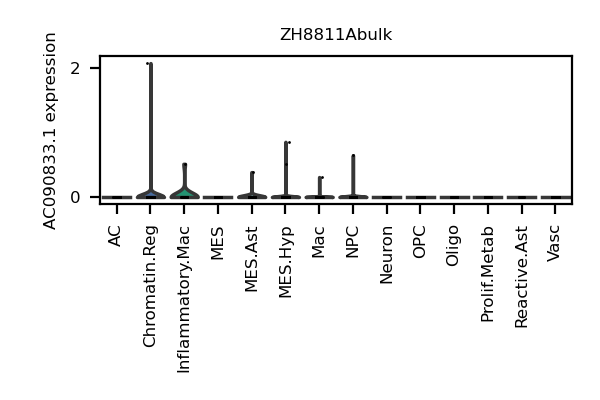 ZH8811Abulk
AC090833.1 expression
2
0
AC
Chromatin.Reg
Inflammatory.Mac
MES
MES.Ast
MES.Hyp
Mac
NPC
Neuron
OPC
Oligo
Prolif.Metab
Reactive.Ast
Vasc